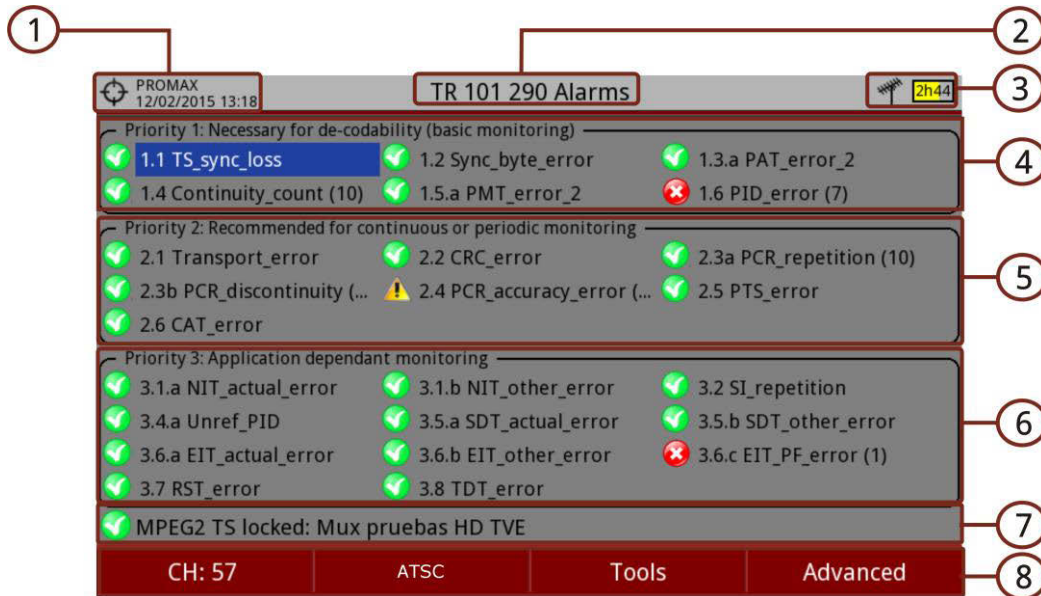 1
2
PROMAX
12/02/2015 13:18
TR 101 290 Alarms
2h44
3
Priority 1: Necessary for de-codability (basic monitoring)
1.1 TS_sync_loss
1.2 Sync_byte_error
1.3.a PAT_error_2
4
1.4 Continuity_count (10)
1.5.a PMT_error_2
1.6 PID_error (7)
Priority 2: Recommended for continuous or periodic monitoring
2.1 Transport_error
2.2 CRC_error
2.3a PCR_repetition (10)
5
2.3b PCR_discontinuity (...
2.4 PCR_accuracy_error (...
2.5 PTS_error
2.6 CAT_error
Priority 3: Application dependant monitoring
3.1.a NIT_actual_error
3.1.b NIT_other_error
3.2 SI_repetition
3.4.a Unref_PID
3.5.a SDT_actual_error
3.5.b SDT_other_error
6
3.6.a EIT_actual_error
3.6.b EIT_other_error
3.6.c EIT_PF_error (1)
3.7 RST_error
3.8 TDT_error
MPEG2 TS locked: Mux pruebas HD TVE
7
CH: 57
ATSC
Tools
Advanced
8